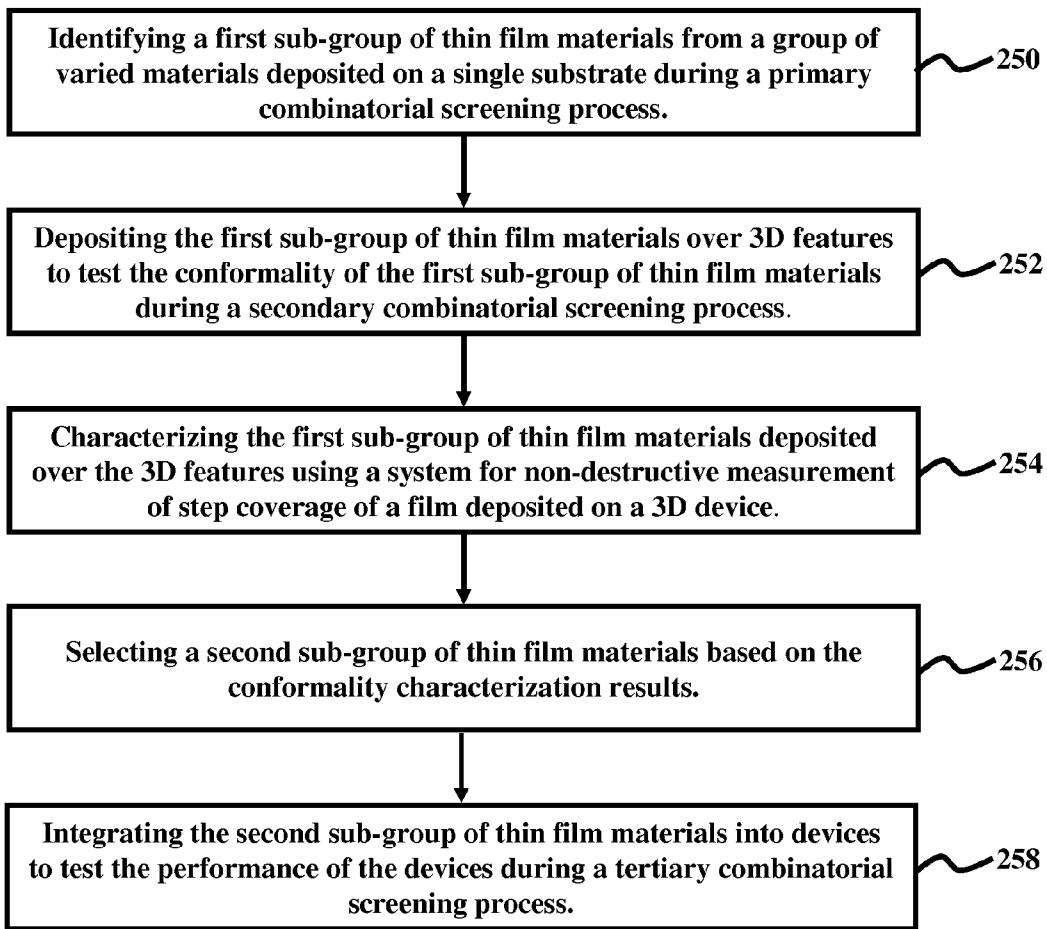 Identifying a first sub-group of thin film materials from a group of
varied materials deposited on a single substrate during a primary
combinatorial screening process.
250
Depositing the first sub-group of thin film materials over 3D features
to test the conformality of the first sub-group of thin film materials
during a secondary combinatorial screening process.
252
Characterizing the first sub-group of thin film materials deposited
over the 3D features using a system for non-destructive measurement
of step coverage of a film deposited on a 3D device.
254
Selecting a second sub-group of thin film materials based on the
conformality characterization results.
256
Integrating the second sub-group of thin film materials into devices
to test the performance of the devices during a tertiary combinatorial
screening process.
258